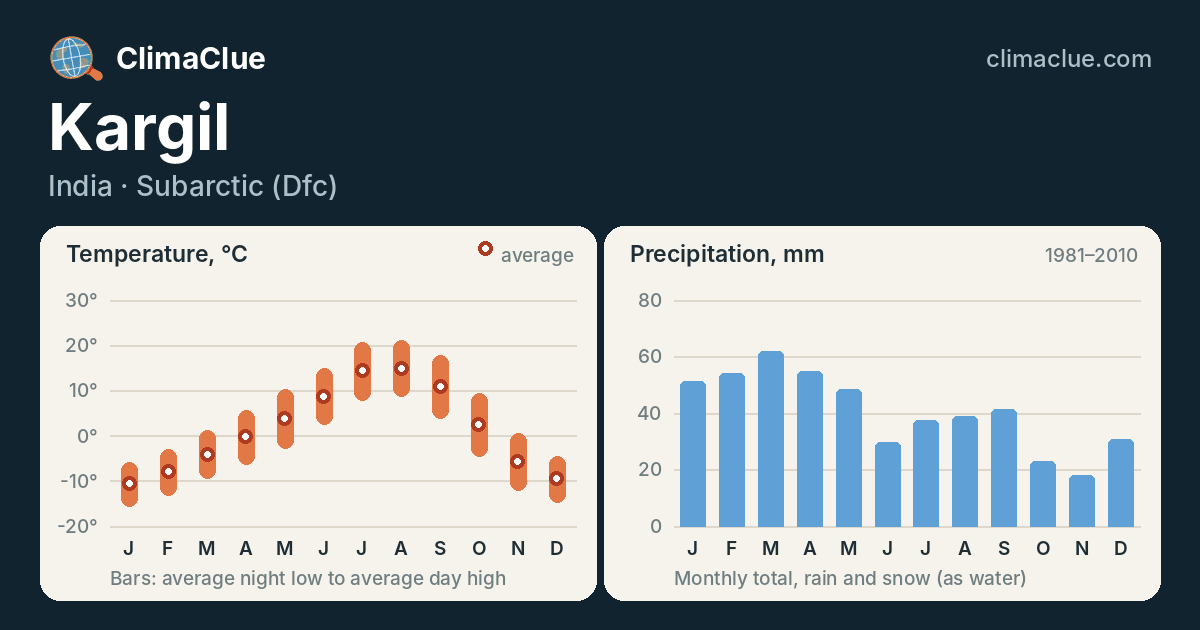 ClimaClue
climaclue.com
Kargil
India · Subarctic (Dfc)
Temperature, °C
average
30°
20°
10°
0°
-10°
-20°
J F M A M J J A S O N D
Bars: average night low to average day high
Precipitation, mm
1981–2010
80
60
40
20
0
J F M A M J J A S O N D
Monthly total, rain and snow (as water)